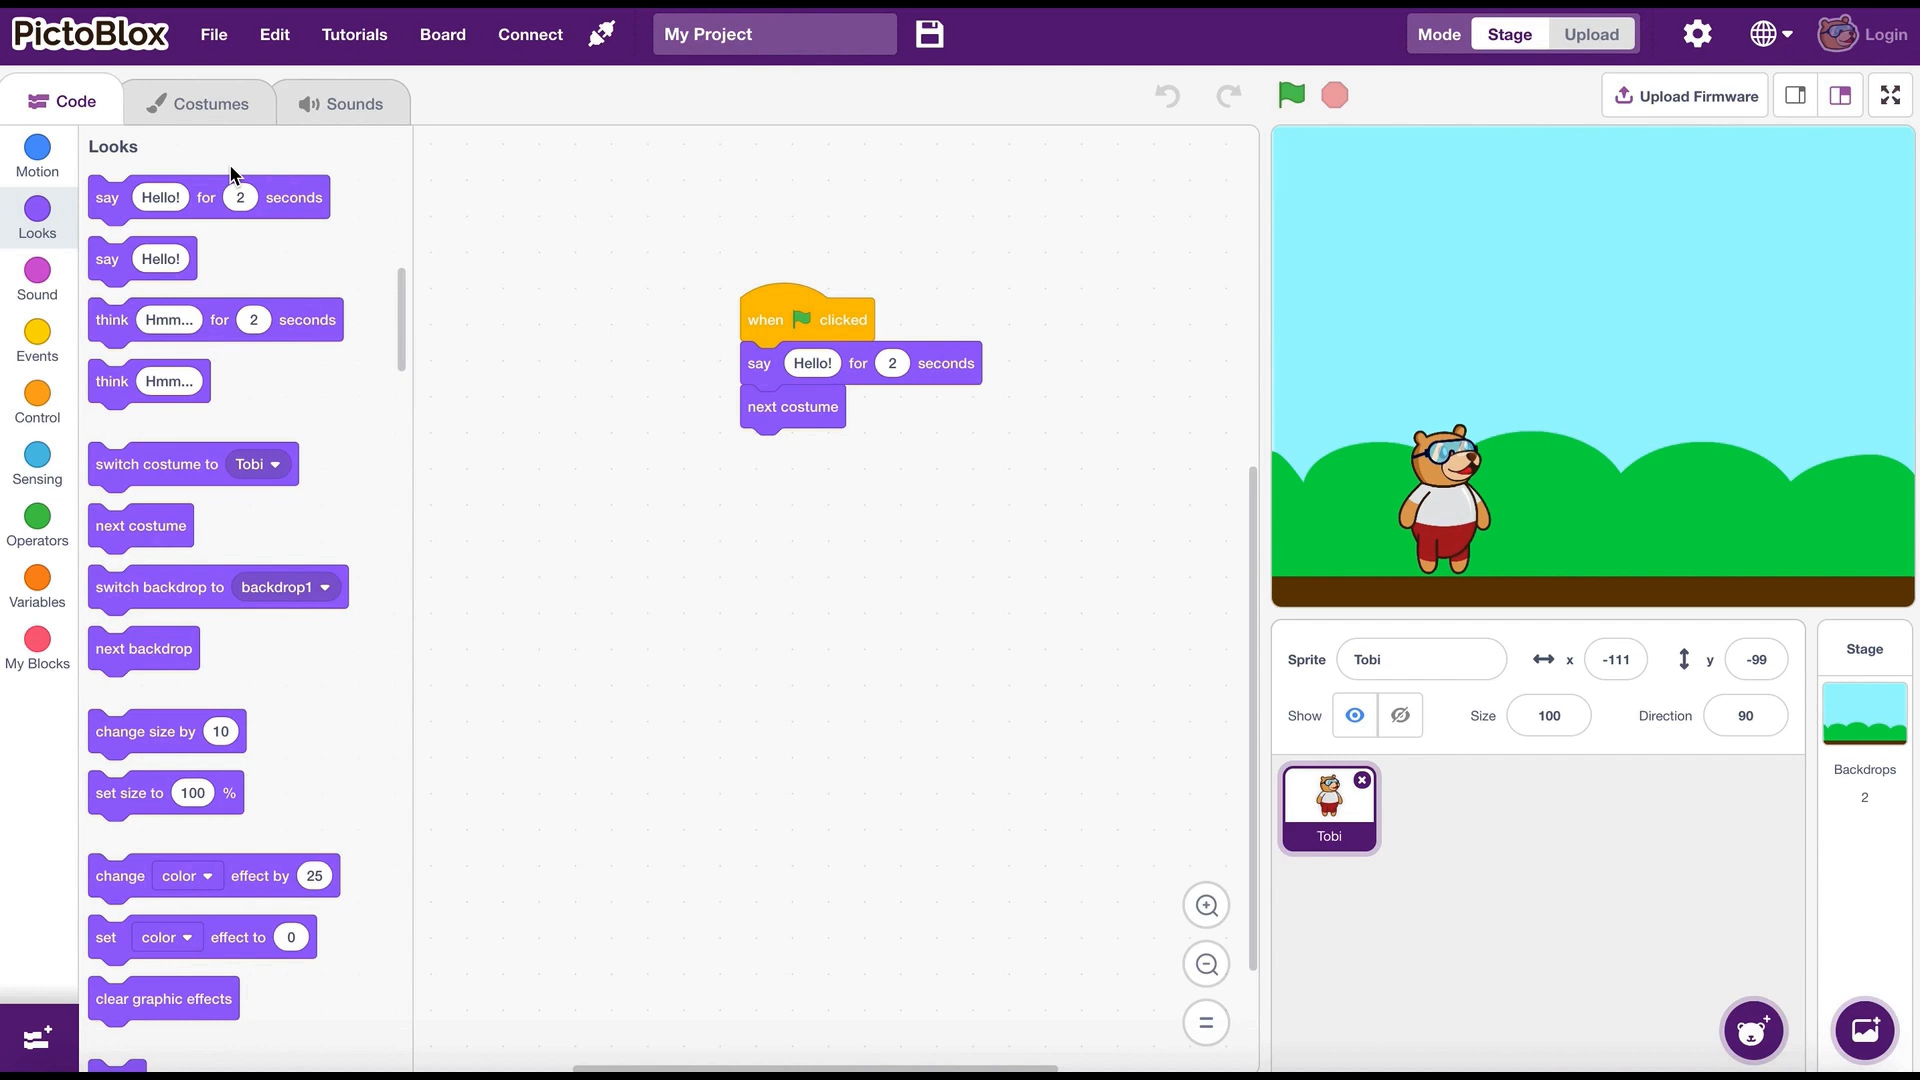 PictoBlox File Edit Tutorials Board Connect My Project Mode Stage Upload Login
Code Costumes Sounds Upload Firmware
Motion
Looks
Sound
Events
Control
Sensing
Operators
Variables
My Blocks
Looks
say Hello! for 2 seconds
say Hello!
think Hmm... for 2 seconds
think Hmm...
switch costume to Tobi
next costume
switch backdrop to backdrop1
next backdrop
change size by 10
set size to 100 %
change color effect by 25
set color effect to 0
clear graphic effects
when clicked
say Hello! for 2 seconds
next costume
Sprite Tobi x -111 y -99
Show Size 100 Direction 90
Tobi
Stage
Backdrops
2